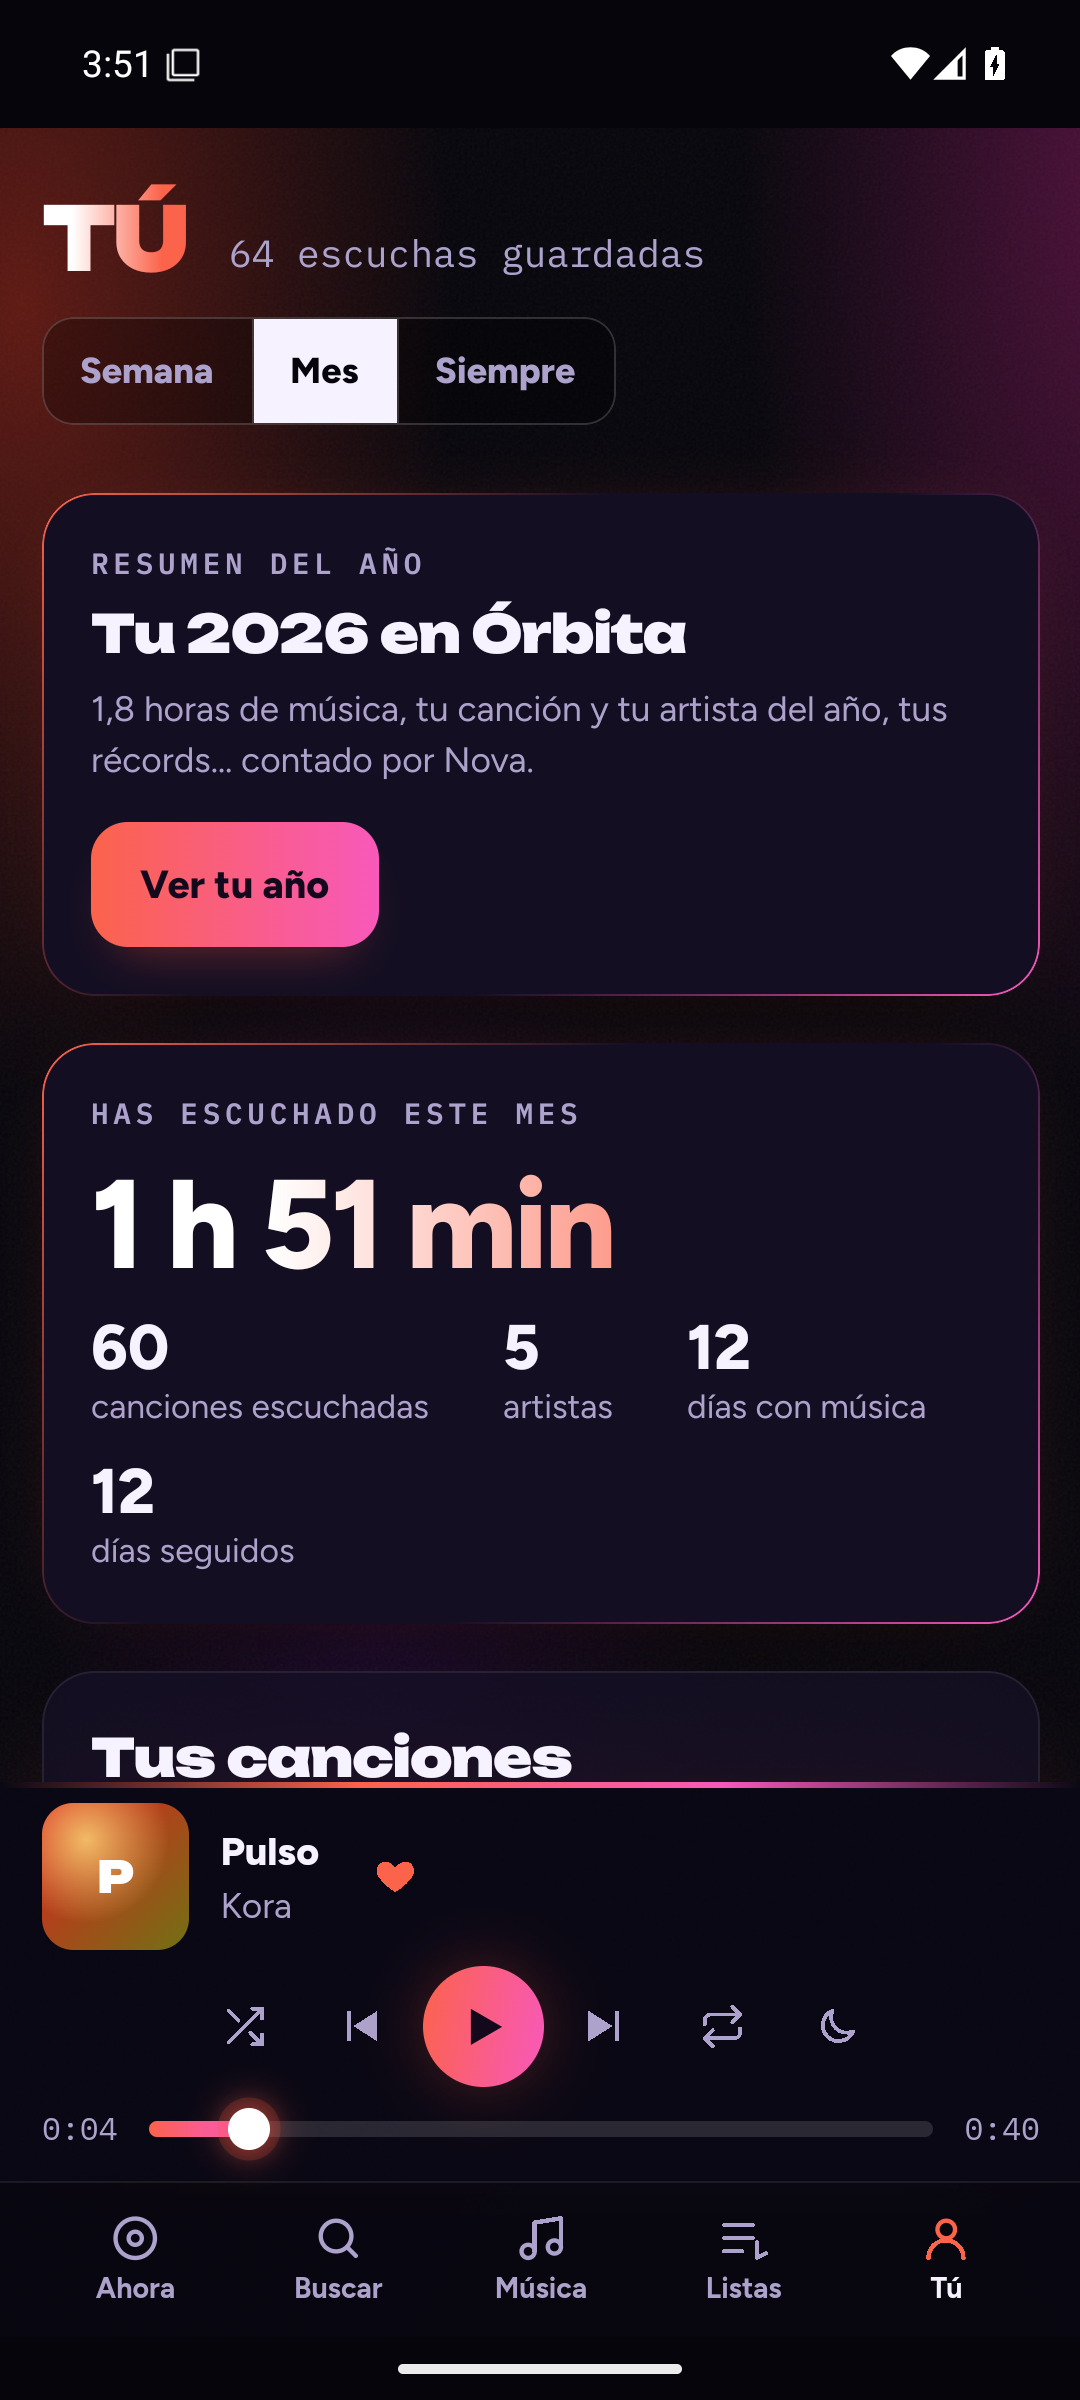 3:51
TÚ 64 escuchas guardadas
Semana Mes Siempre
RESUMEN DEL AÑO
Tu 2026 en Órbita
1,8 horas de música, tu canción y tu artista del año, tus
récords... contado por Nova.
Ver tu año
HAS ESCUCHADO ESTE MES
1 h 51 min
60 5 12
canciones escuchadas artistas días con música
12
días seguidos
Tus canciones
P
Pulso
Kora
0:04 0:40
Ahora Buscar Música Listas Tú